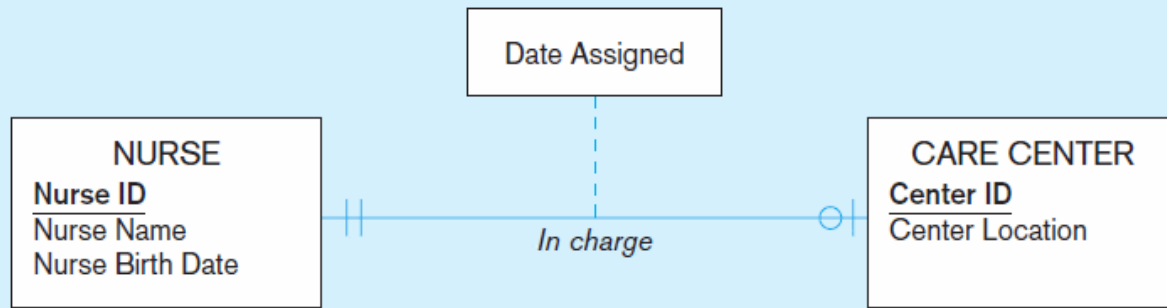 Date Assigned
NURSE
Nurse ID
Nurse Name
Nurse Birth Date
In charge
CARE CENTER
Center ID
Center Location